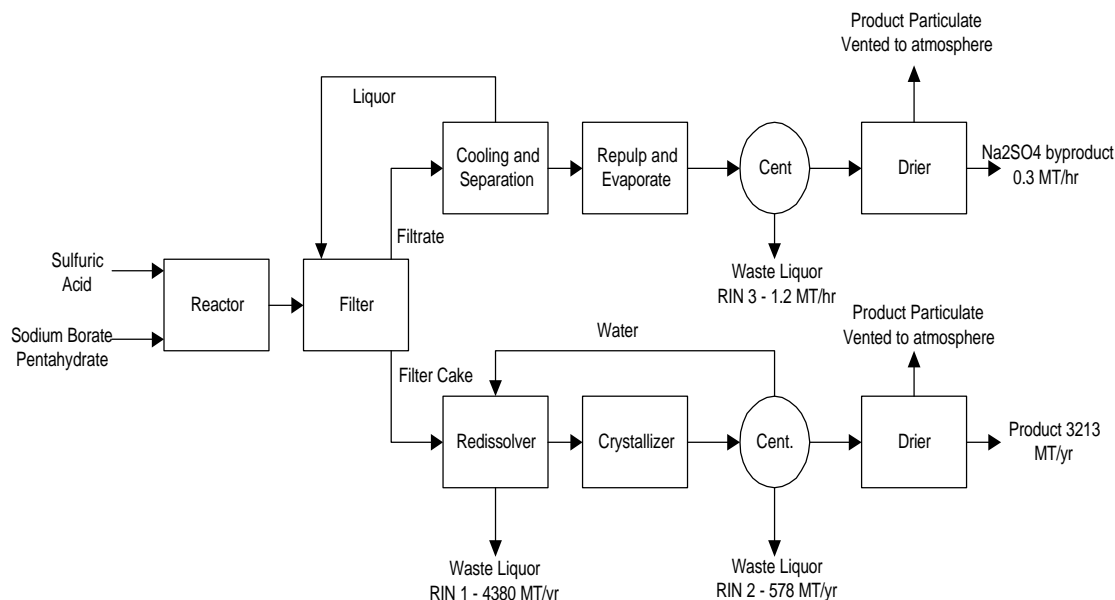 Product Particulate
Vented to atmosphere
Liquor
Cooling and
Separation
Repulp and
Evaporate
Cent
Drier
Na2SO4 byproduct
0.3 MT/hr
Filtrate
Waste Liquor
RIN 3 - 1.2 MT/hr
Sulfuric
Acid
Sodium Borate
Pentahydrate
Reactor
Filter
Product Particulate
Vented to atmosphere
Water
Filter Cake
Redissolver
Crystallizer
Cent.
Drier
Product 3213
MT/yr
Waste Liquor
RIN 1 - 4380 MT/yr
Waste Liquor
RIN 2 - 578 MT/yr